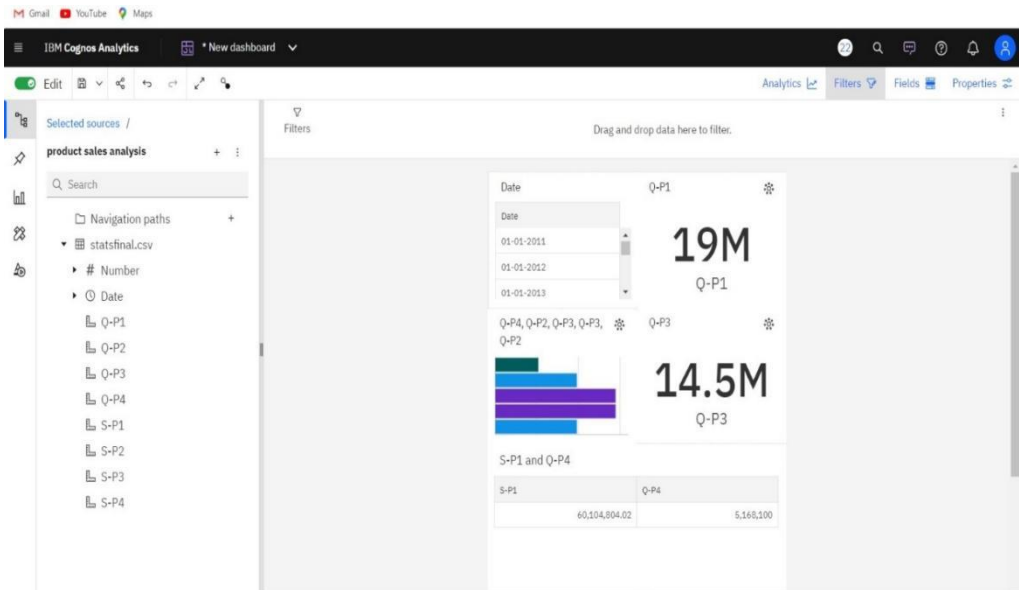 Gmail YouTube Maps
IBM Cognos Analytics * New dashboard 22
Edit Analytics Filters Fields Properties
Selected sources /
product sales analysis
Search
Navigation paths
statsfinal.csv
# Number
Date
Q-P1
Q-P2
Q-P3
Q-P4
S-P1
S-P2
S-P3
S-P4
Filters
Drag and drop data here to filter.
Date
Date
01-01-2011
01-01-2012
01-01-2013
Q-P1
19M
Q-P1
Q-P4, Q-P2, Q-P3, Q-P3,
Q-P2
Q-P3
14.5M
Q-P3
S-P1 and Q-P4
S-P1 Q-P4
60,104,804.02 5,168,100